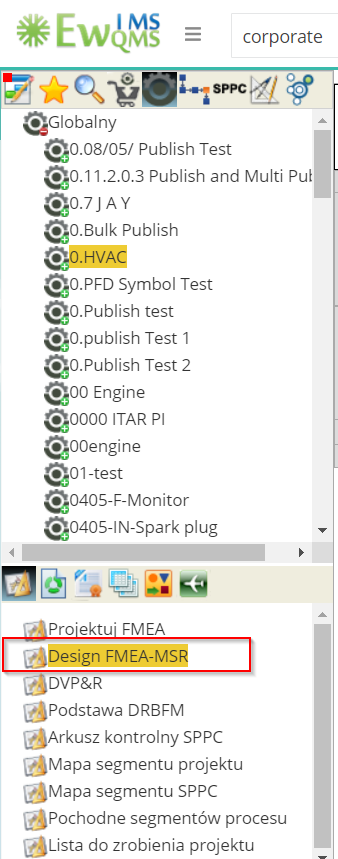 EwIMS
QMS
corporate
SPPC
Globalny
0.08/05/ Publish Test
0.11.2.0.3 Publish and Multi Pub
0.7 J A Y
0.Bulk Publish
0.HVAC
0.PFD Symbol Test
0.Publish test
0.publish Test 1
0.Publish Test 2
00 Engine
0000 ITAR PI
00engine
01-test
0405-F-Monitor
0405-IN-Spark plug
Projektuj FMEA
Design FMEA-MSR
DVP&R
Podstawa DRBFM
Arkusz kontrolny SPPC
Mapa segmentu projektu
Mapa segmentu SPPC
Pochodne segmentów procesu
Lista do zrobienia projektu